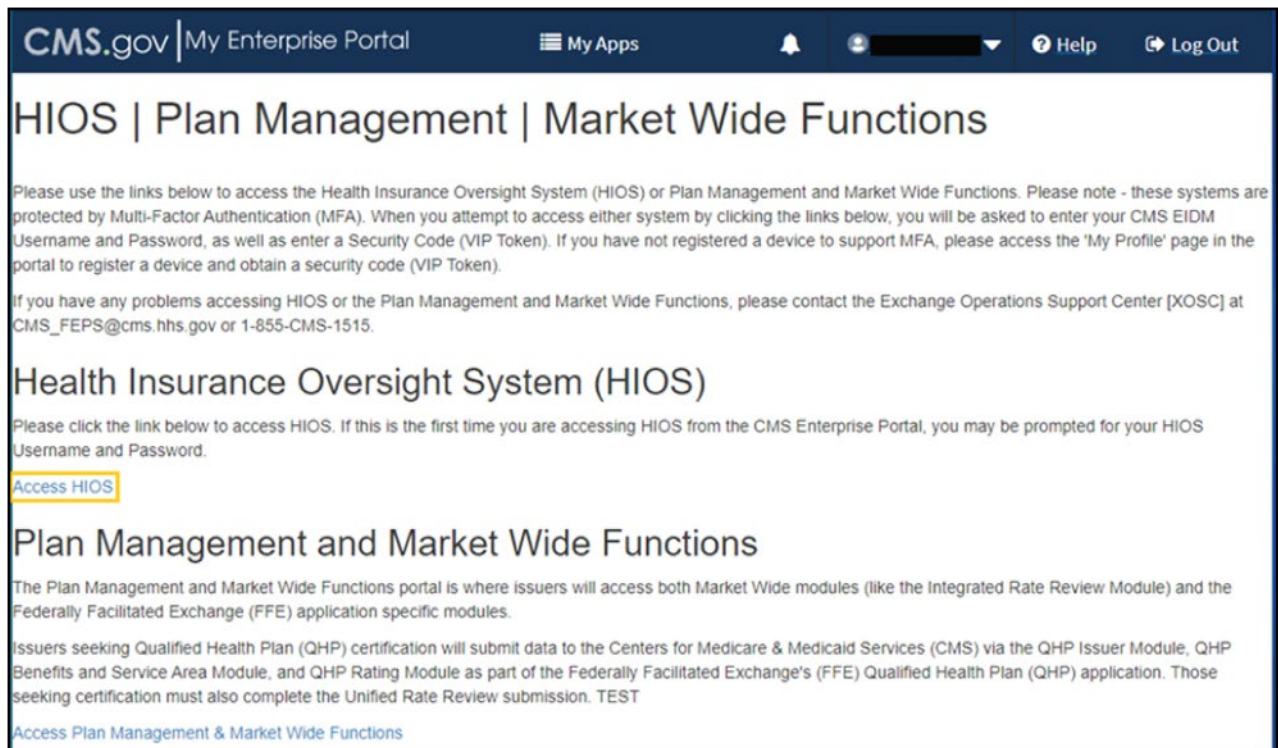 CMS.gov | My Enterprise Portal
My Apps
Help
Log Out
HIOS | Plan Management | Market Wide Functions
Please use the links below to access the Health Insurance Oversight System (HIOS) or Plan Management and Market Wide Functions. Please note - these systems are
protected by Multi-Factor Authentication (MFA). When you attempt to access either system by clicking the links below, you will be asked to enter your CMS EIDM
Username and Password, as well as enter a Security Code (VIP Token). If you have not registered a device to support MFA, please access the 'My Profile' page in the
portal to register a device and obtain a security code (VIP Token).
If you have any problems accessing HIOS or the Plan Management and Market Wide Functions, please contact the Exchange Operations Support Center [XOSC] at
CMS_FEPS@cms.hhs.gov or 1-855-CMS-1515.
Health Insurance Oversight System (HIOS)
Please click the link below to access HIOS. If this is the first time you are accessing HIOS from the CMS Enterprise Portal, you may be prompted for your HIOS
Username and Password.
Access HIOS
Plan Management and Market Wide Functions
The Plan Management and Market Wide Functions portal is where issuers will access both Market Wide modules (like the Integrated Rate Review Module) and the
Federally Facilitated Exchange (FFE) application specific modules.
Issuers seeking Qualified Health Plan (QHP) certification will submit data to the Centers for Medicare & Medicaid Services (CMS) via the QHP Issuer Module, QHP
Benefits and Service Area Module, and QHP Rating Module as part of the Federally Facilitated Exchange's (FFE) Qualified Health Plan (QHP) application. Those
seeking certification must also complete the Unified Rate Review submission. TEST
Access Plan Management & Market Wide Functions